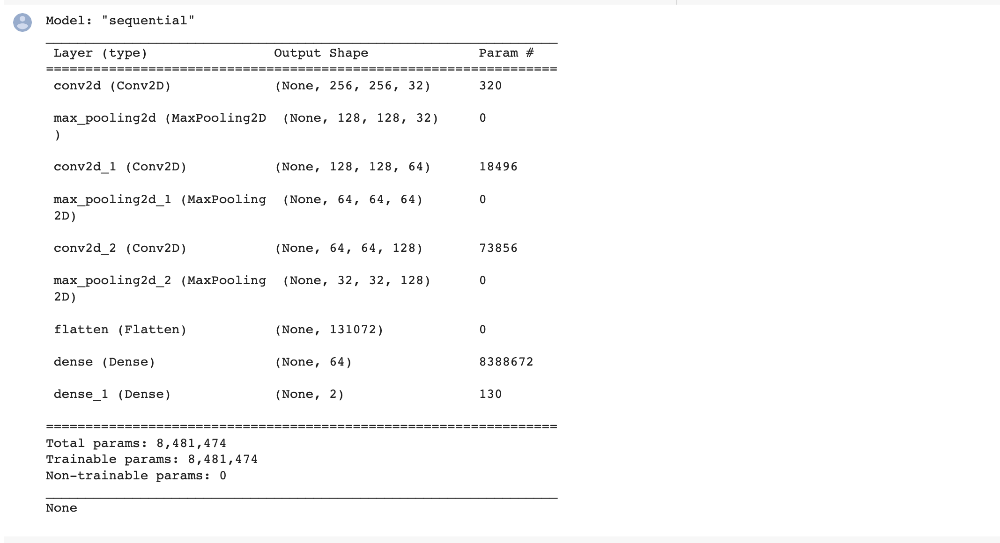 Model: "sequential"
_________________________________________________________________
Layer (type)                Output Shape              Param #
=================================================================
conv2d (Conv2D)             (None, 256, 256, 32)      320
max_pooling2d (MaxPooling2D  (None, 128, 128, 32)     0
)
conv2d_1 (Conv2D)           (None, 128, 128, 64)      18496
max_pooling2d_1 (MaxPooling  (None, 64, 64, 64)       0
2D)
conv2d_2 (Conv2D)           (None, 64, 64, 128)       73856
max_pooling2d_2 (MaxPooling  (None, 32, 32, 128)      0
2D)
flatten (Flatten)           (None, 131072)            0
dense (Dense)               (None, 64)                8388672
dense_1 (Dense)             (None, 2)                 130
=================================================================
Total params: 8,481,474
Trainable params: 8,481,474
Non-trainable params: 0
_________________________________________________________________
None